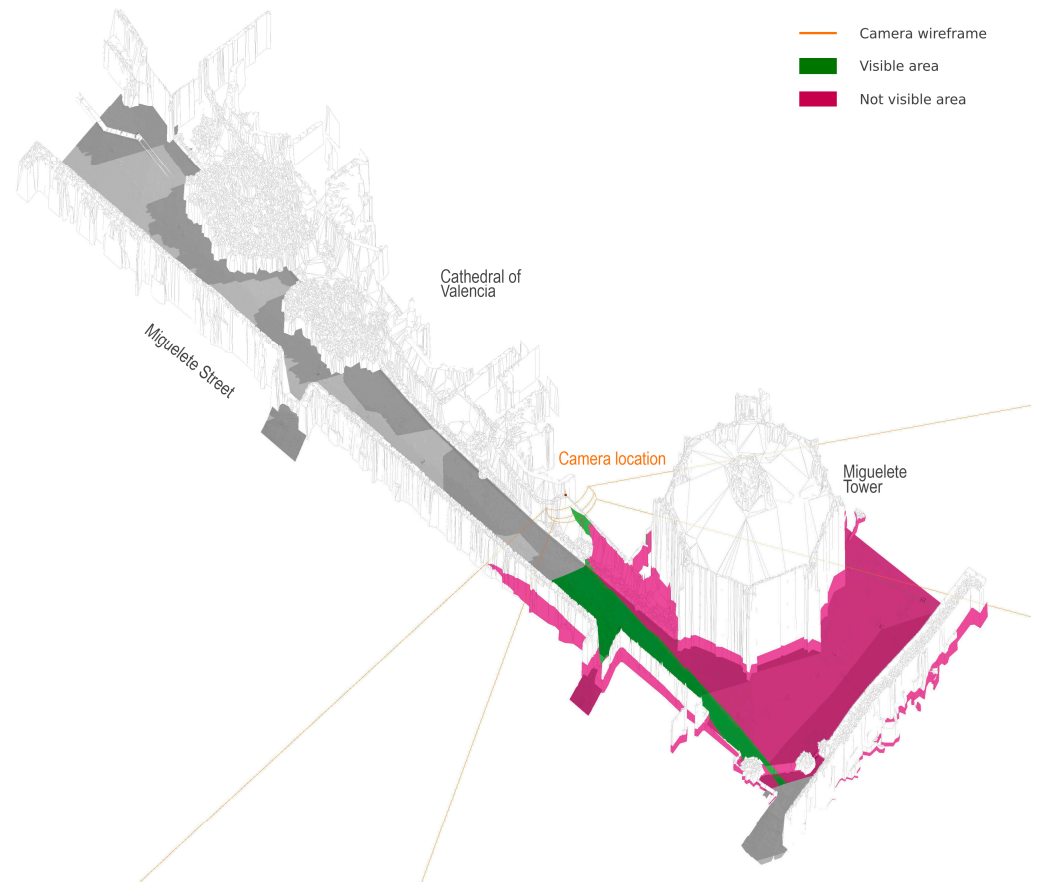 Camera wireframe
Visible area
Not visible area
Cathedral of
Valencia
Miguelete Street
Camera location
Miguelete
Tower